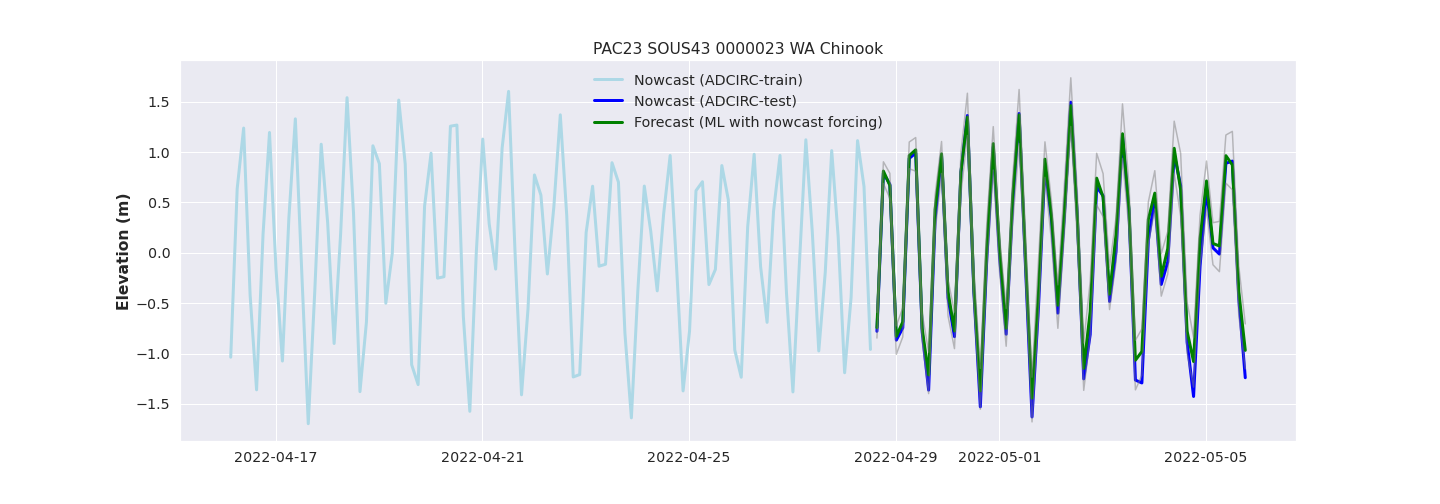 PAC23 SOUS43 0000023 WA Chinook
Nowcast (ADCIRC-train)
Nowcast (ADCIRC-test)
Forecast (ML with nowcast forcing)
Elevation (m)
1.5
1.0
0.5
0.0
−0.5
−1.0
−1.5
2022-04-17 2022-04-21 2022-04-25 2022-04-29 2022-05-01 2022-05-05